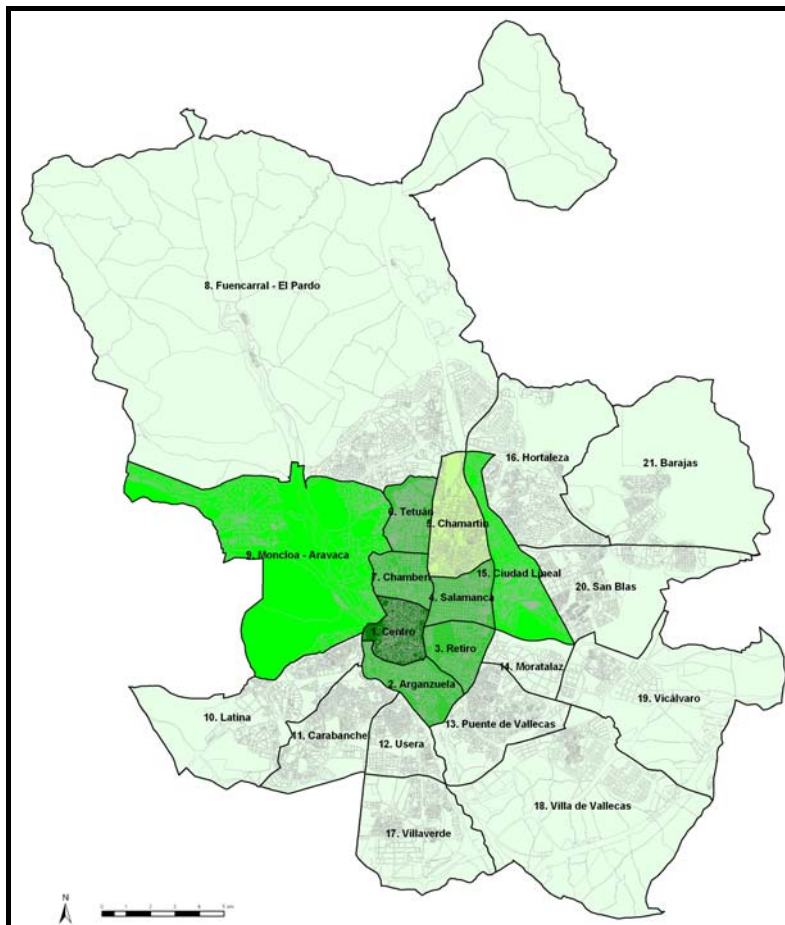 8. Fuencarral - El Pardo
16. Hortaleza
21. Barajas
6. Tetuán
5. Chamartín
9. Moncloa - Aravaca
7. Chamberí
15. Ciudad Lineal
4. Salamanca
20. San Blas
1. Centro
3. Retiro
14. Moratalaz
2. Arganzuela
19. Vicálvaro
10. Latina
13. Puente de Vallecas
11. Carabanchel
12. Usera
18. Villa de Vallecas
17. Villaverde
N